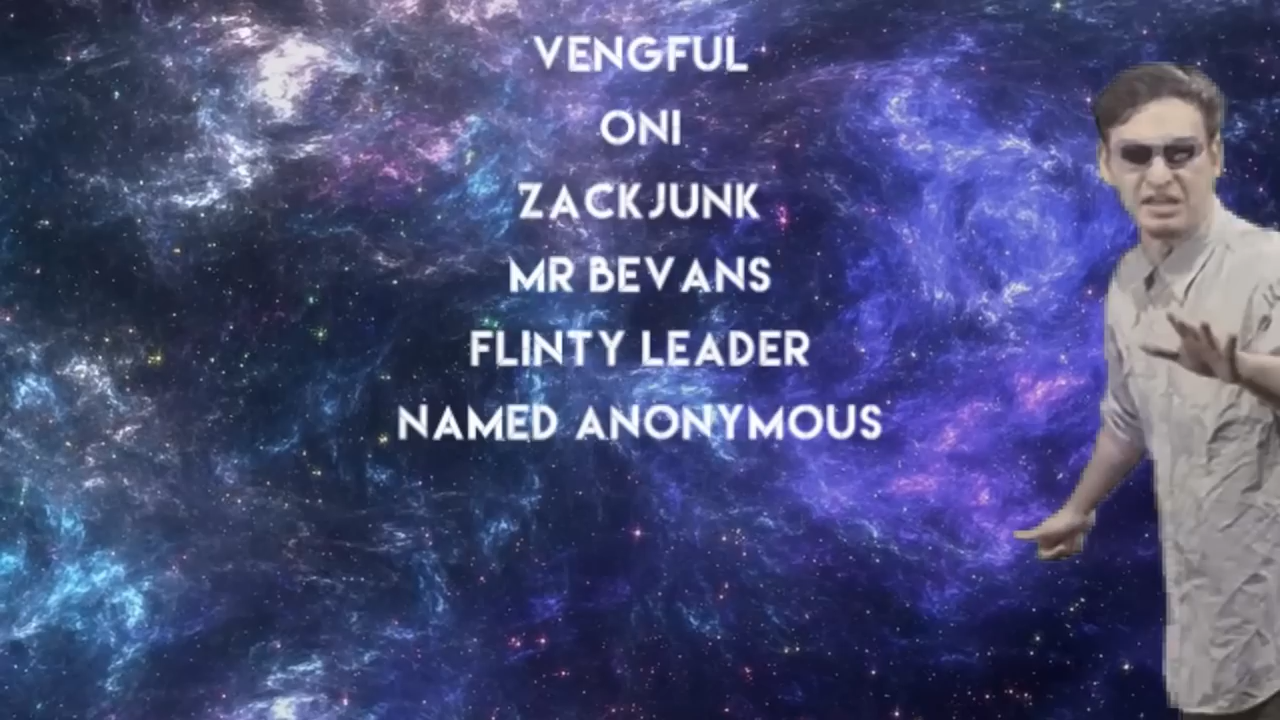 VENGFUL
ONI
ZACKJUNK
MR BEVANS
FLINTY LEADER
NAMED ANONYMOUS